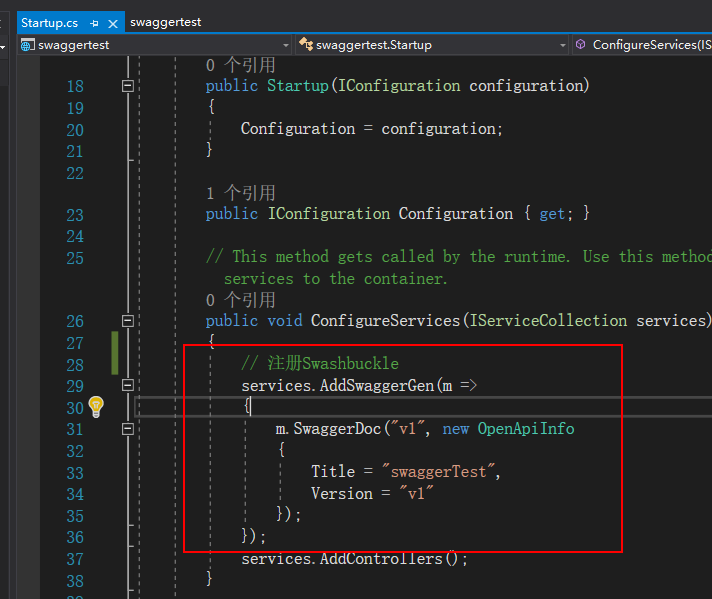 Startup.cs swaggertest
swaggertest swaggertest.Startup ConfigureServices(IS
0 个引用
18 public Startup(IConfiguration configuration)
19 {
20 Configuration = configuration;
21 }
22
1 个引用
23 public IConfiguration Configuration { get; }
24
25 // This method gets called by the runtime. Use this method
services to the container.
0 个引用
26 public void ConfigureServices(IServiceCollection services)
27 {
28 // 注册Swashbuckle
29 services.AddSwaggerGen(m =>
30 {
31 m.SwaggerDoc("v1", new OpenApiInfo
32 {
33 Title = "swaggerTest",
34 Version = "v1"
35 });
36 });
37 services.AddControllers();
38 }